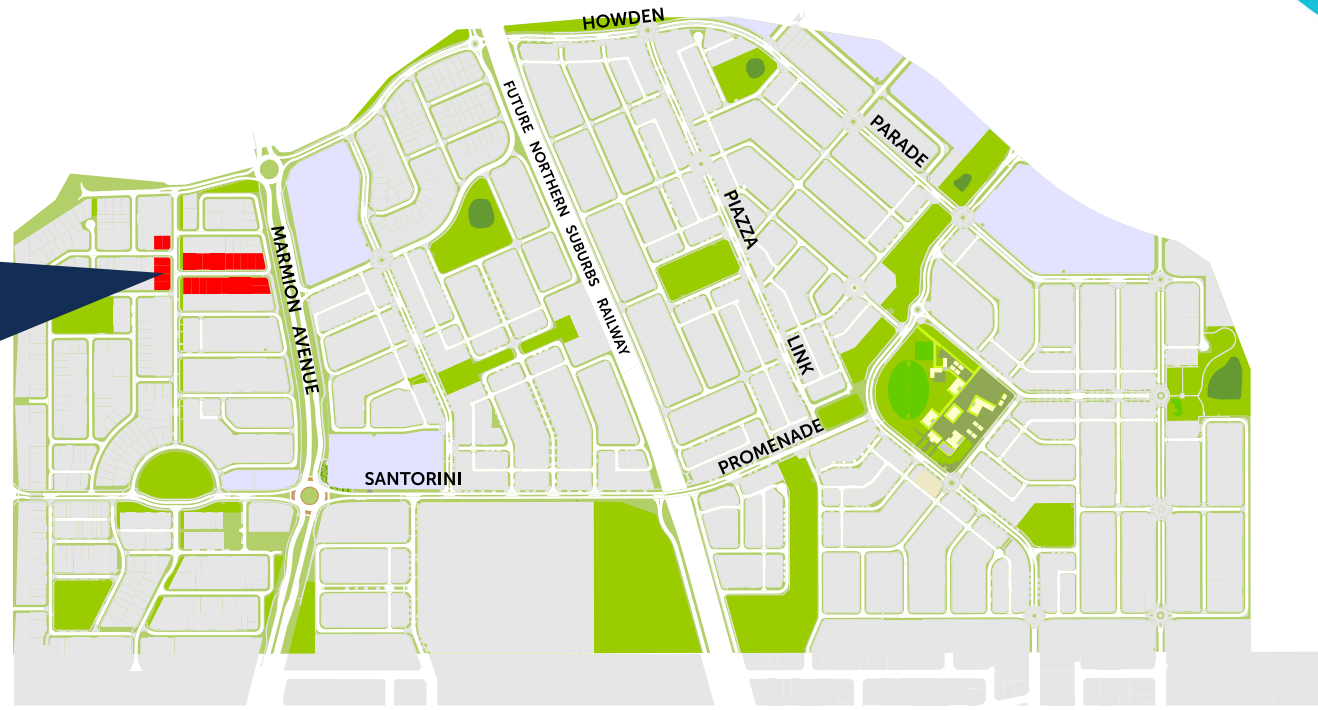 HOWDEN
PARADE
FUTURE NORTHERN SUBURBS RAILWAY
PIAZZA
LINK
MARMION AVENUE
PROMENADE
SANTORINI